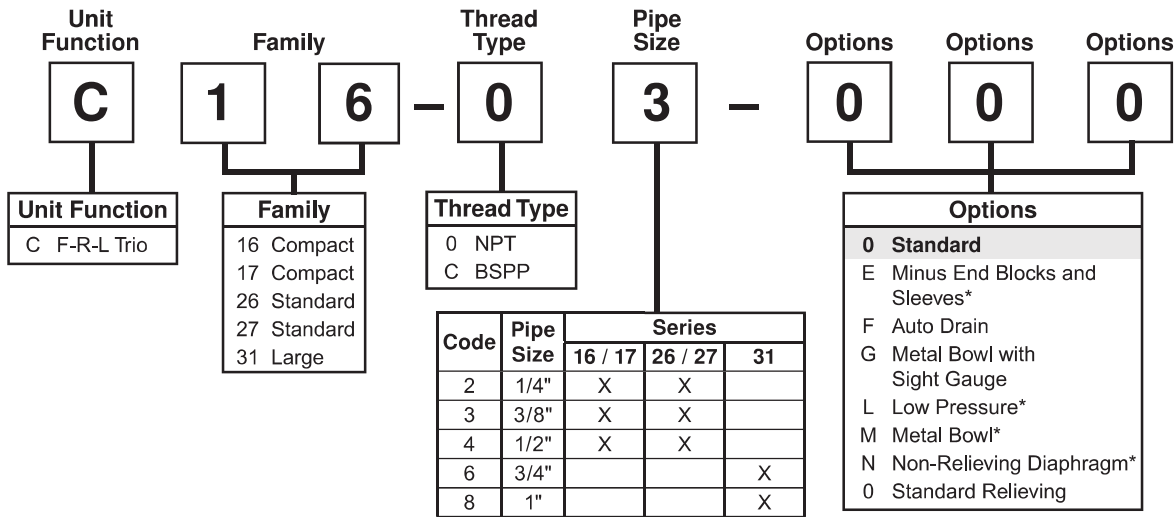 Unit Function
Family
Thread Type
Pipe Size
Options
Options
Options
C 1 6 – 0 3 – 0 0 0
Unit Function
C F-R-L Trio
Family
16 Compact
17 Compact
26 Standard
27 Standard
31 Large
Thread Type
0 NPT
C BSPP
Code Pipe Size Series
16 / 17 26 / 27 31
2 1/4" X X
3 3/8" X X
4 1/2" X X
6 3/4" X
8 1" X
Options
0 Standard
E Minus End Blocks and
Sleeves*
F Auto Drain
G Metal Bowl with
Sight Gauge
L Low Pressure*
M Metal Bowl*
N Non-Relieving Diaphragm*
0 Standard Relieving